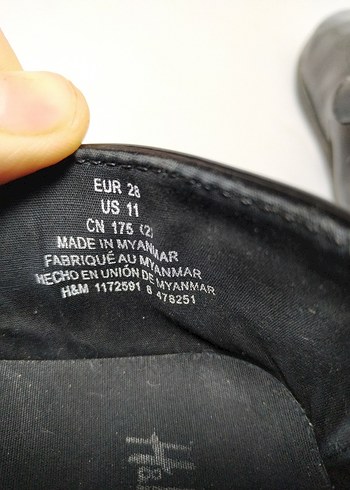 EUR 28
US 11
CN 175 (2)
MADE IN MYANMAR
FABRIQUÉ AU MYANMAR
HECHO EN UNIÓN DE MYANMAR
H&M 1172591 8 478251
H&